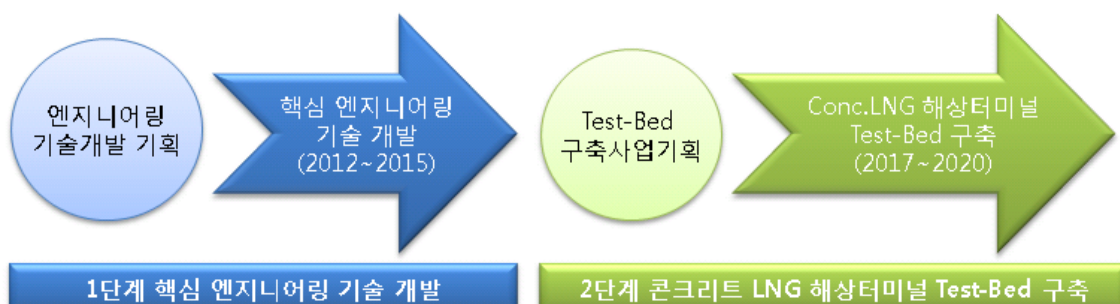 엔지니어링
기술개발 기획
핵심 엔지니어링
기술 개발
(2012~2015)
Test-Bed
구축사업기획
Conc.LNG 해상터미널
Test-Bed 구축
(2017~2020)
1단계 핵심 엔지니어링 기술 개발
2단계 콘크리트 LNG 해상터미널 Test-Bed 구축